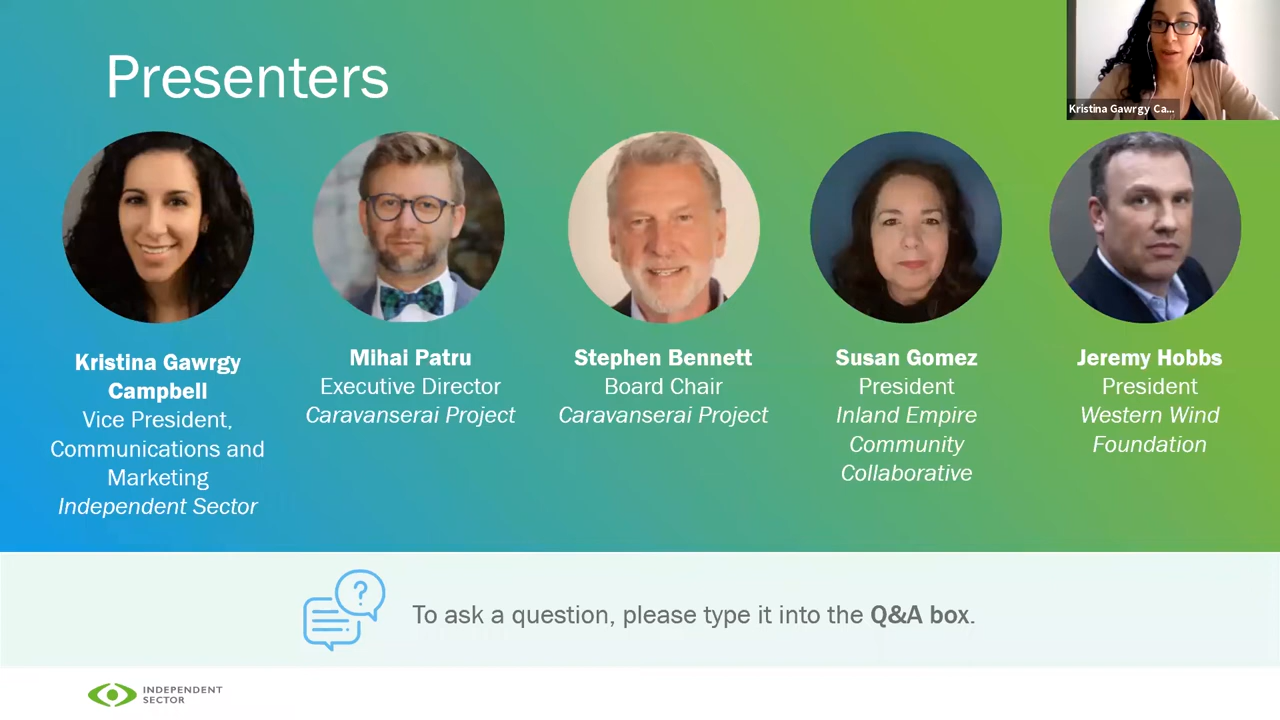 Presenters
Kristina Gawrgy Ca...
Kristina Gawrgy
Campbell
Vice President,
Communications and
Marketing
Independent Sector
Mihai Patru
Executive Director
Caravanserai Project
Stephen Bennett
Board Chair
Caravanserai Project
Susan Gomez
President
Inland Empire
Community
Collaborative
Jeremy Hobbs
President
Western Wind
Foundation
?
To ask a question, please type it into the Q&A box.
INDEPENDENT
SECTOR